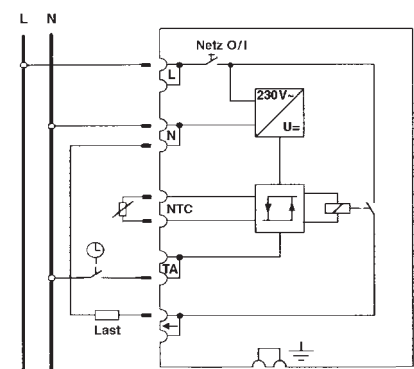 L N
Netz O/I
L
230V~
U=
N
NTC
TA
Last